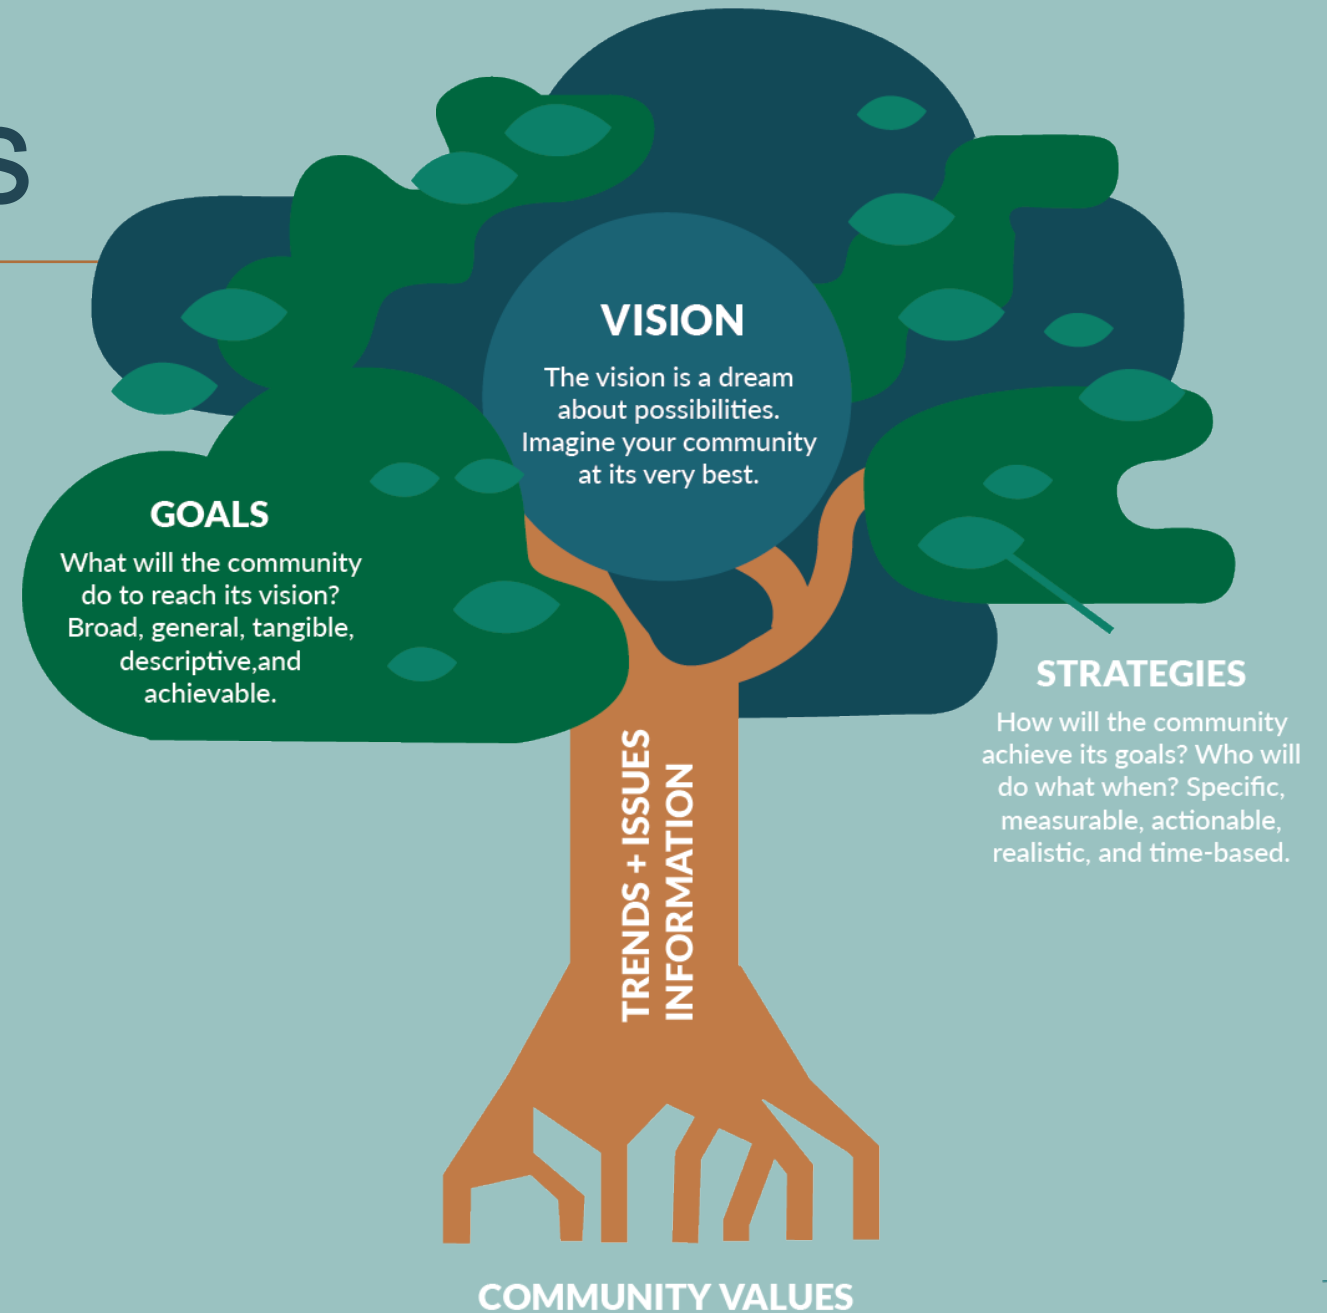 s
VISION
The vision is a dream
about possibilities.
Imagine your community
at its very best.
GOALS
What will the community
do to reach its vision?
Broad, general, tangible,
descriptive,and
achievable.
STRATEGIES
How will the community
achieve its goals? Who will
do what when? Specific,
measurable, actionable,
realistic, and time-based.
TRENDS + ISSUES
INFORMATION
COMMUNITY VALUES